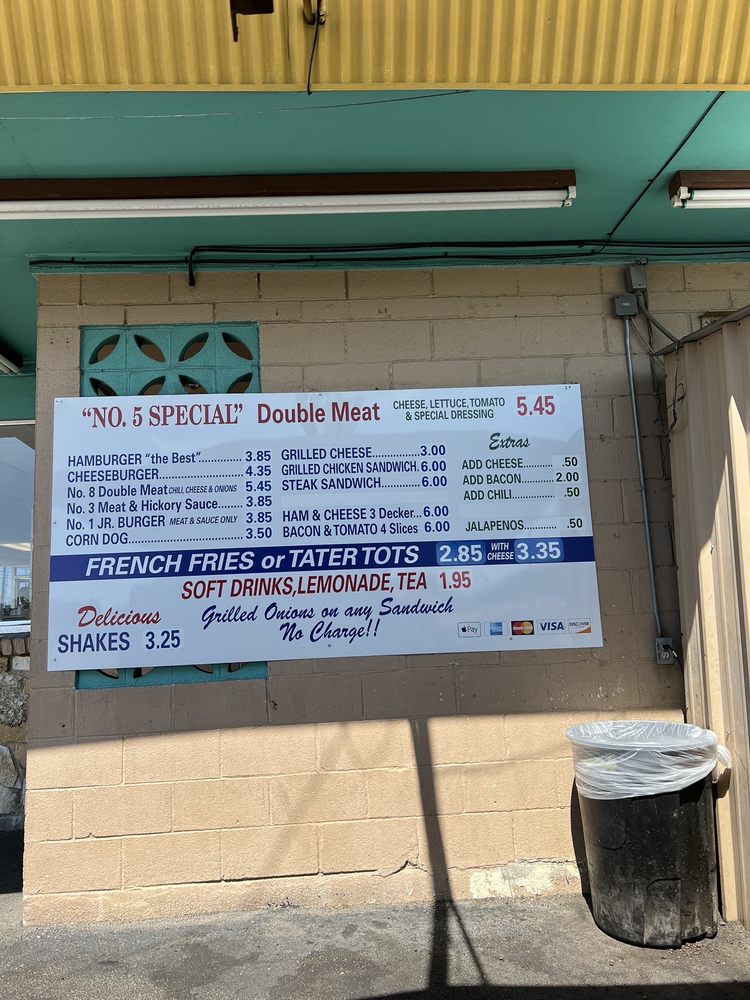 "NO. 5 SPECIAL" Double Meat CHEESE, LETTUCE, TOMATO & SPECIAL DRESSING 5.45
HAMBURGER "the Best".............. 3.85
CHEESEBURGER........................ 4.35
No. 8 Double Meat CHILI, CHEESE & ONIONS 5.45
No. 3 Meat & Hickory Sauce....... 3.85
No. 1 JR. BURGER MEAT & SAUCE ONLY 3.85
CORN DOG................................. 3.50
GRILLED CHEESE..............3.00
GRILLED CHICKEN SANDWICH. 6.00
STEAK SANDWICH...........6.00
HAM & CHEESE 3 Decker...6.00
BACON & TOMATO 4 Slices 6.00
Extras
ADD CHEESE............ .50
ADD BACON........... 2.00
ADD CHILI............... .50
JALAPENOS............ .50
FRENCH FRIES or TATER TOTS 2.85 WITH CHEESE 3.35
SOFT DRINKS, LEMONADE, TEA 1.95
Delicious
SHAKES 3.25
Grilled Onions on any Sandwich
No Charge!!
Pay MasterCard VISA DISCOVER